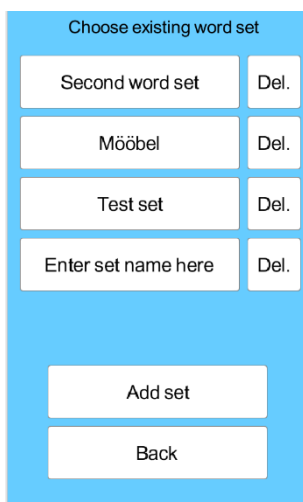 Choose existing word set
Second word set Del.
Mööbel Del.
Test set Del.
Enter set name here Del.
Add set
Back